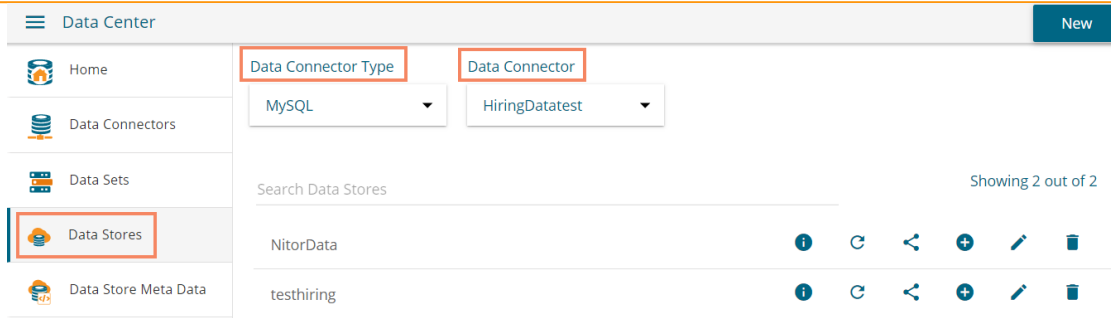 Data Center
New
Home
Data Connectors
Data Sets
Data Stores
Data Store Meta Data
Data Connector Type
Data Connector
MySQL
HiringDatatest
Search Data Stores
Showing 2 out of 2
NitorData
testhiring